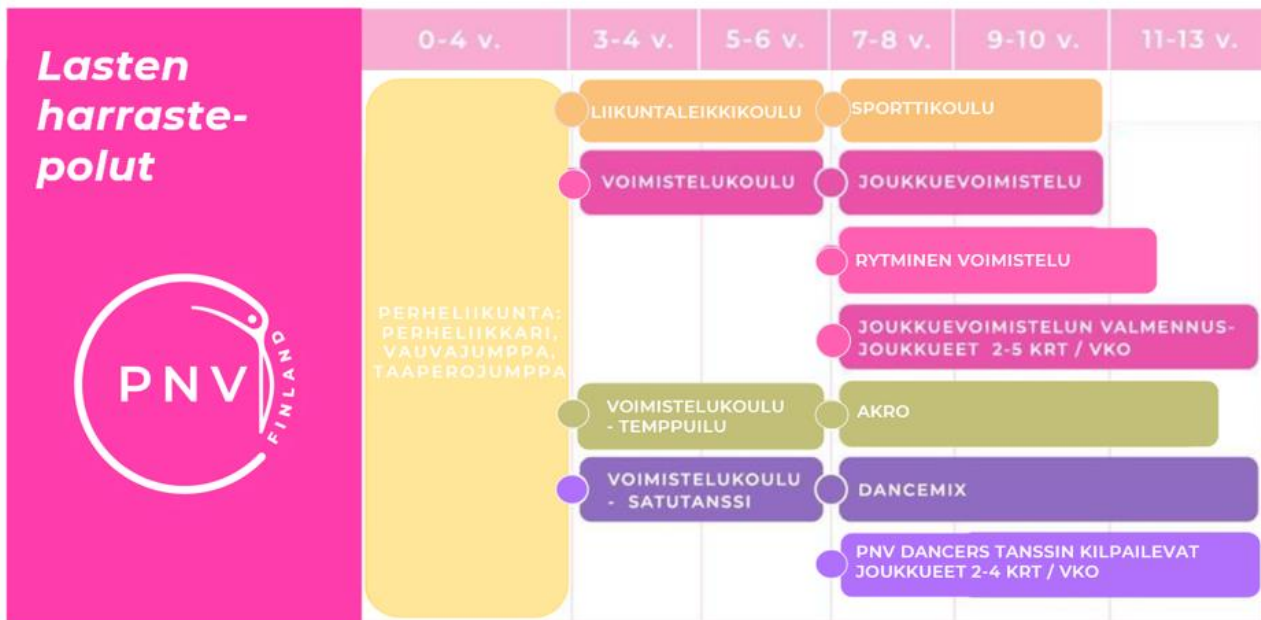 Lasten
harraste-
polut
PNV
FINLAND
0-4 v.
3-4 v.
5-6 v.
7-8 v.
9-10 v.
11-13 v.
PERHELIIKUNTA:
PERHELIIKKARI,
VAUVAJUMPPA,
TAAPEROJUMPPA
LIIKUNTALEIKKIKOULU
SPORTTIKOULU
VOIMISTELUKOULU
JOUKKUEVOIMISTELU
RYTMINEN VOIMISTELU
JOUKKUEVOIMISTELUN VALMENNUS-
JOUKKUEET 2-5 KRT / VKO
VOIMISTELUKOULU
- TEMPPUILU
AKRO
VOIMISTELUKOULU
- SATUTANSSI
DANCEMIX
PNV DANCERS TANSSIN KILPAILEVAT
JOUKKUEET 2-4 KRT / VKO